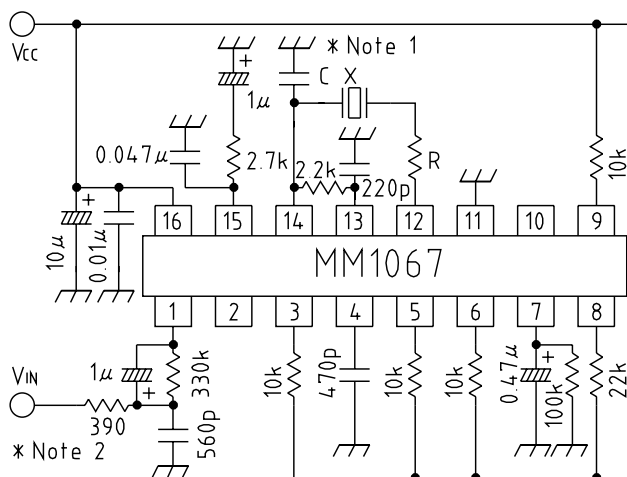 Vcc
* Note 1
C X
1μ
0.047μ
2.7k
2.2k
220p
R
10k
10μ
0.01μ
16 15 14 13 12 11 10 9
MM1067
1 2 3 4 5 6 7 8
VIN
1μ
330k
390
560p
* Note 2
10k
470p
10k
10k
0.47μ
100k
22k